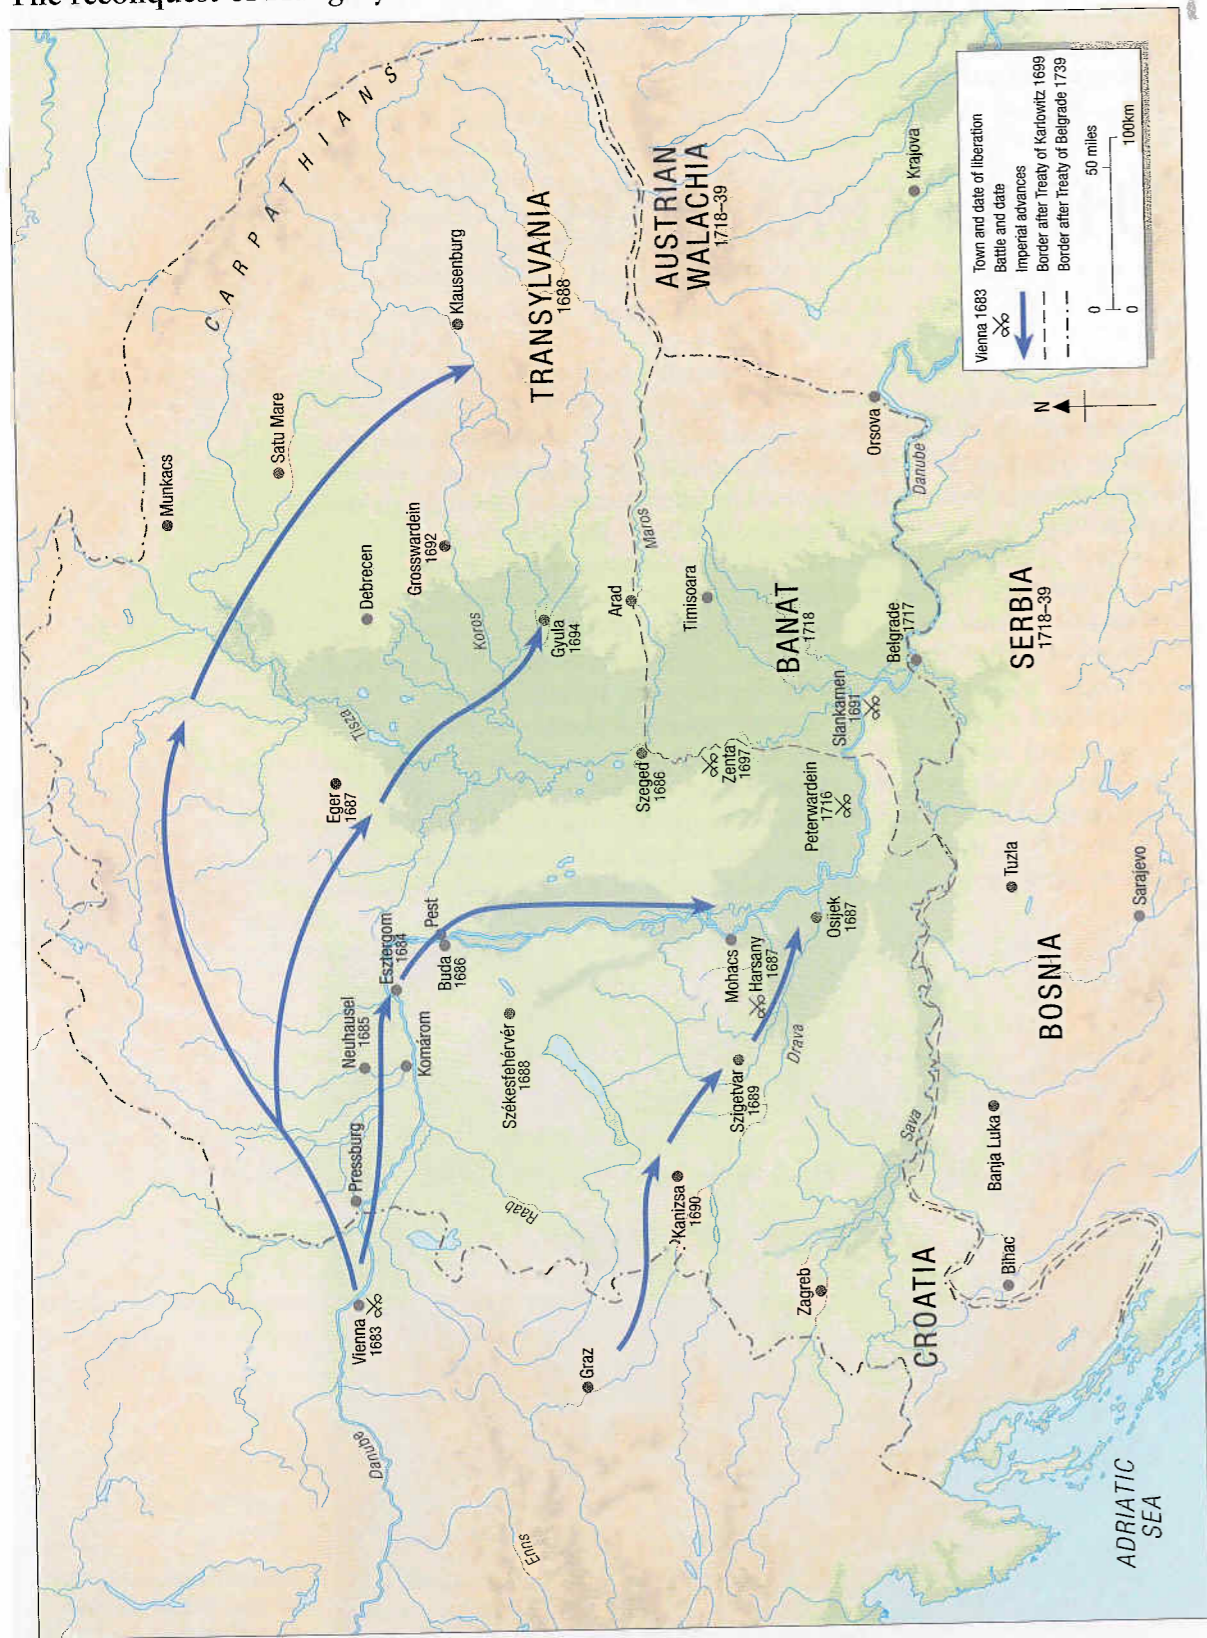 The reconquest
CARPATHIANS
Munkacs
Satu Mare
Eger
1687
Tisza
Debrecen
Neuhausel
1685
Pressburg
Vienna
1683
Danube
Esztergom
1684
Komárom
Pest
Buda
1686
Grosswardein
1692
Klausenburg
Koros
Székesfehérvér
1688
Raab
Enns
Gyula
1694
TRANSYLVANIA
1688
Graz
Arad
Maros
Szeged
1686
AUSTRIAN
WALACHIA
1718–39
Kanizsa
1690
Szigetvar
1689
Mohacs
Harsany
1687
Zenta
1697
Timisoara
Drava
BANAT
1718
Zagreb
Osijek
1687
Peterwardein
1716
Slankamen
1691
Belgrade
1717
Orsova
Danube
Krajova
Sava
CROATIA
Banja Luka
Bihac
Tuzla
SERBIA
1718–39
BOSNIA
Sarajevo
ADRIATIC
SEA
N
Vienna 1683 Town and date of liberation
Battle and date
Imperial advances
Border after Treaty of Karlowitz 1699
Border after Treaty of Belgrade 1739
0 50 miles
0 100km